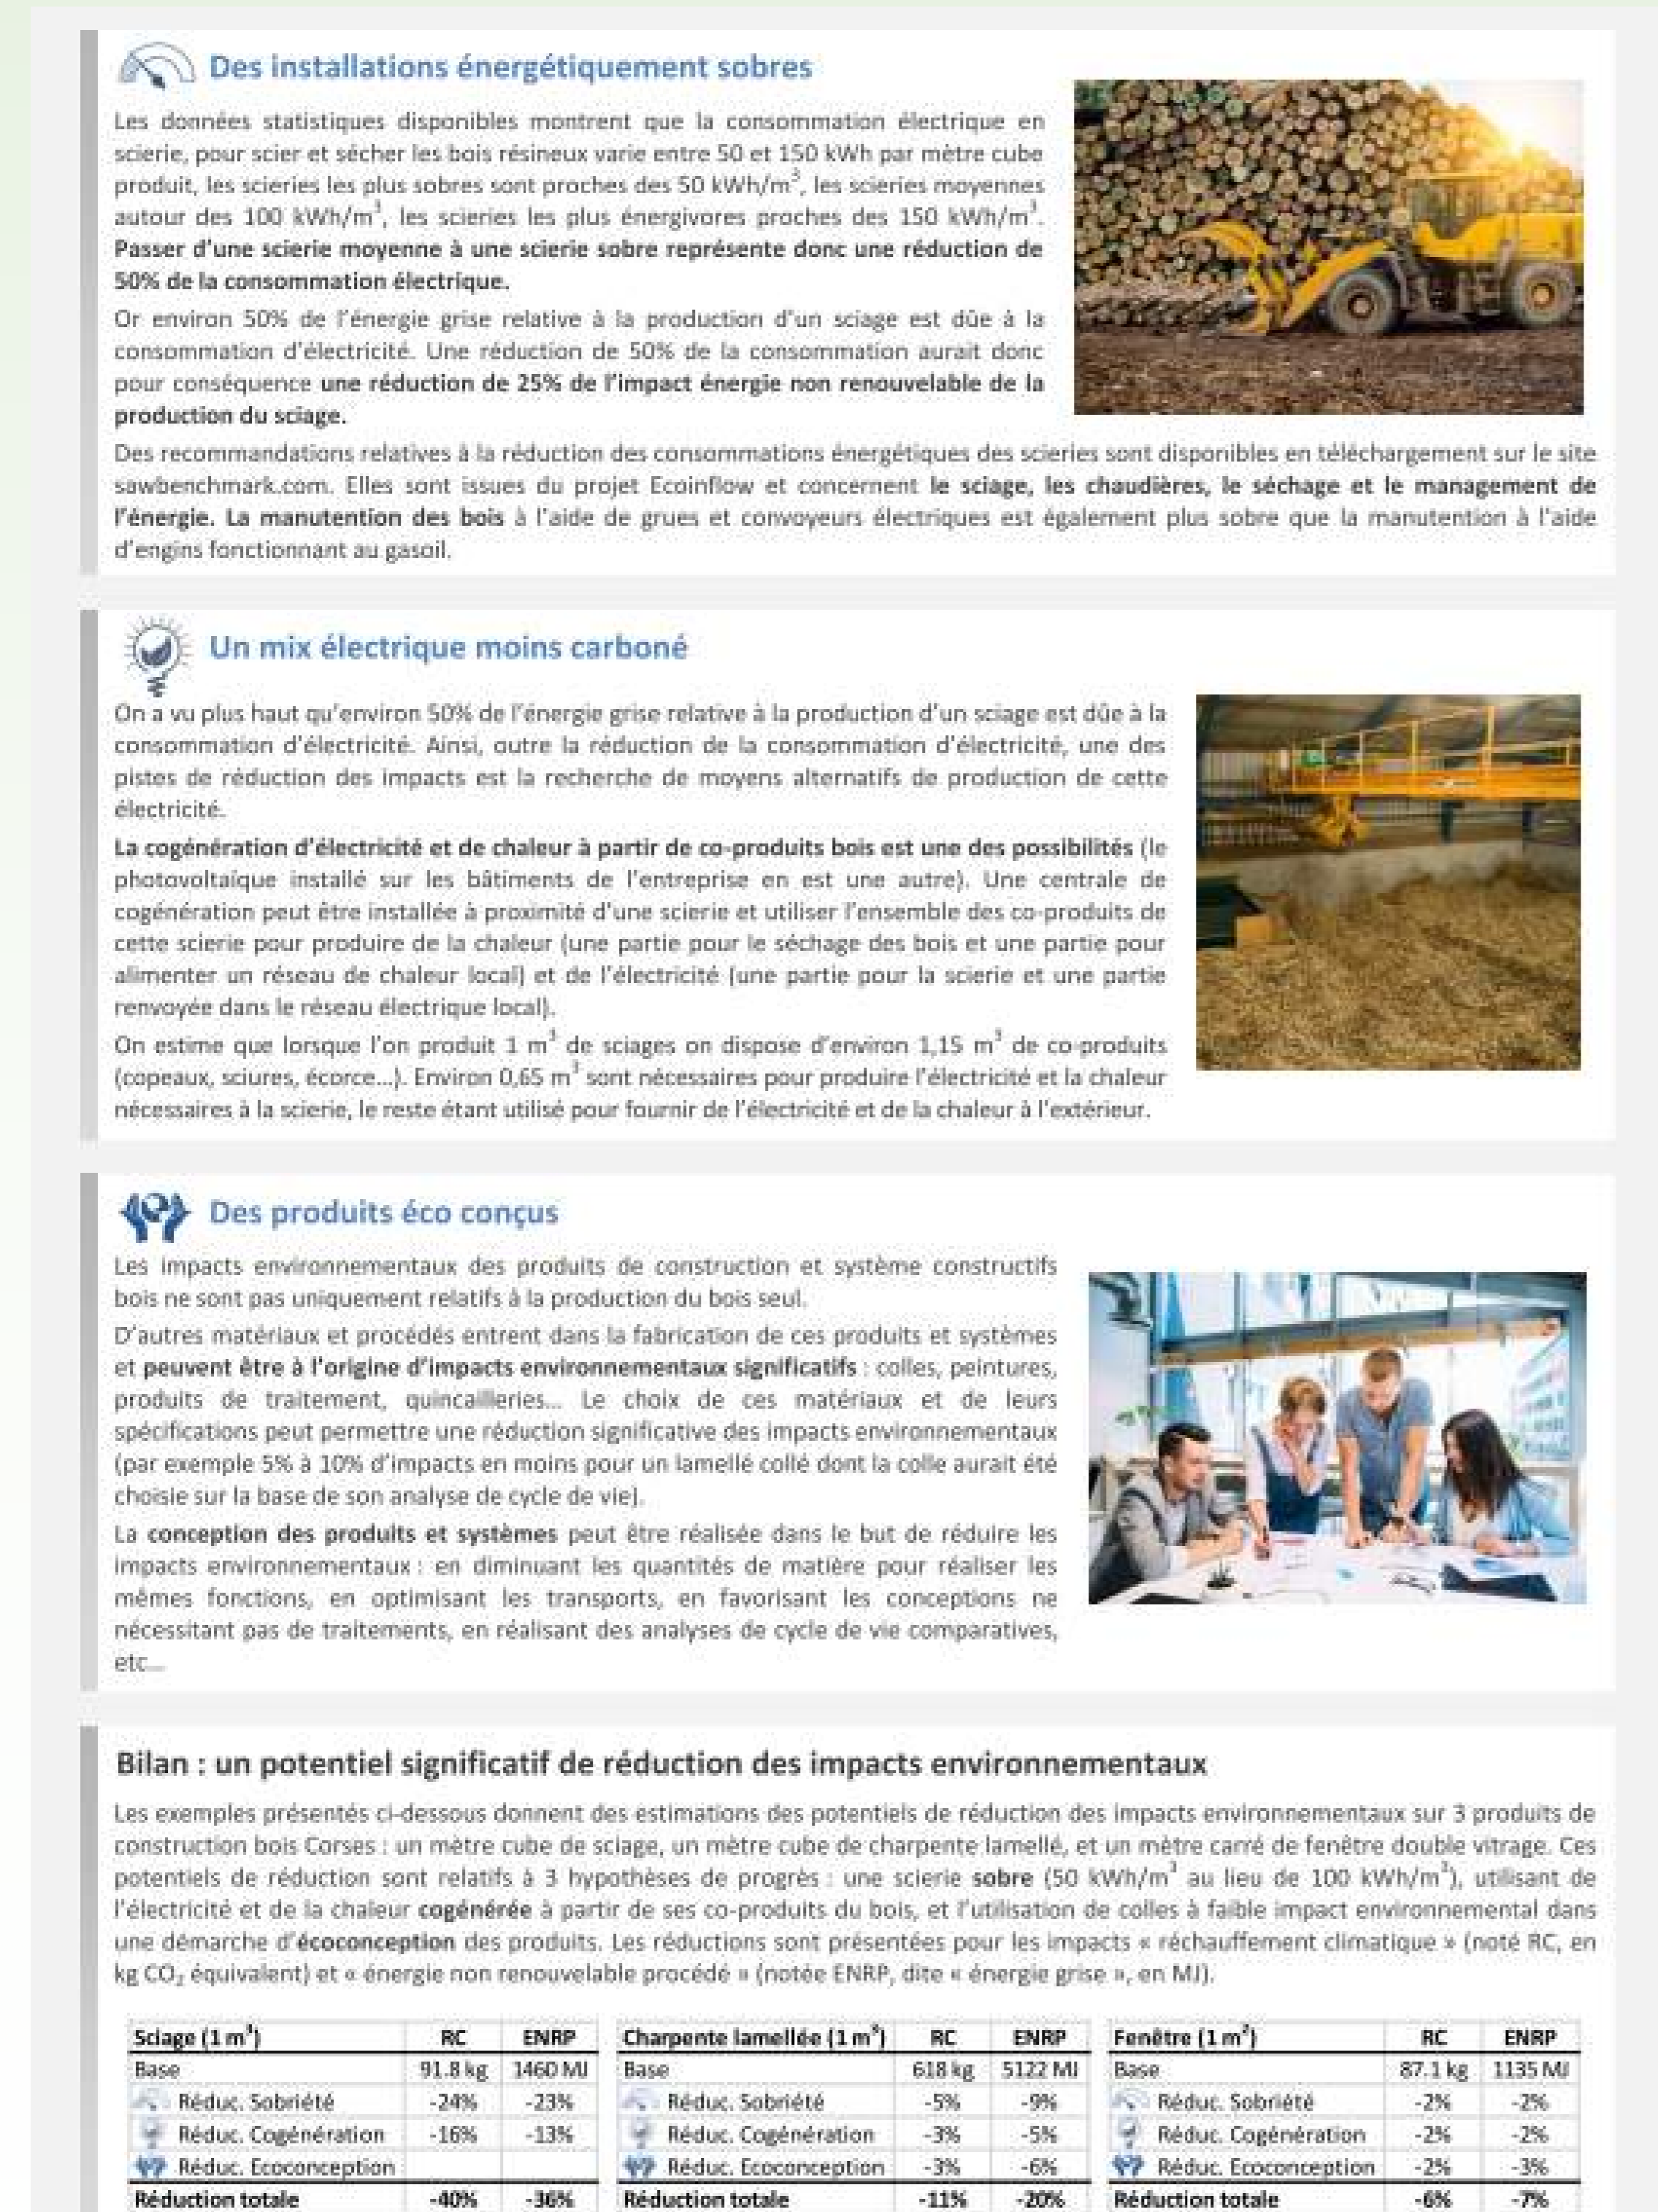 Des installations énergétiquement sobres
Les données statistiques disponibles montrent que la consommation électrique en
scierie, pour scier et sécher les bois résineux varie entre 50 et 150 kWh par mètre cube
produit, les scieries les plus sobres sont proches des 50 kWh/m³, les scieries moyennes
autour des 100 kWh/m³, les scieries les plus énergivores proches des 150 kWh/m³.
Passer d'une scierie moyenne à une scierie sobre représente donc une réduction de
50% de la consommation électrique.
Or environ 50% de l'énergie grise relative à la production d'un sciage est dûe à la
consommation d'électricité. Une réduction de 50% de la consommation aurait donc
pour conséquence une réduction de 25% de l'impact énergie non renouvelable de la
production du sciage.
Des recommandations relatives à la réduction des consommations énergétiques des scieries sont disponibles en téléchargement sur le site
sawbenchmark.com. Elles sont issues du projet Ecoinflow et concernent le sciage, les chaudières, le séchage et le management de
l'énergie. La manutention des bois à l'aide de grues et convoyeurs électriques est également plus sobre que la manutention à l'aide
d'engins fonctionnant au gasoil.
Un mix électrique moins carboné
On a vu plus haut qu'environ 50% de l'énergie grise relative à la production d'un sciage est dûe à la
consommation d'électricité. Ainsi, outre la réduction de la consommation d'électricité, une des
pistes de réduction des impacts est la recherche de moyens alternatifs de production de cette
électricité.
La cogénération d'électricité et de chaleur à partir de co-produits bois est une des possibilités (le
photovoltaïque installé sur les bâtiments de l'entreprise en est une autre). Une centrale de
cogénération peut être installée à proximité d'une scierie et utiliser l'ensemble des co-produits de
cette scierie pour produire de la chaleur (une partie pour le séchage des bois et une partie pour
alimenter un réseau de chaleur local) et de l'électricité (une partie pour la scierie et une partie
renvoyée dans le réseau électrique local).
On estime que lorsque l'on produit 1 m³ de sciages on dispose d'environ 1,15 m³ de co-produits
(copeaux, sciures, écorce...). Environ 0,65 m³ sont nécessaires pour produire l'électricité et la chaleur
nécessaires à la scierie, le reste étant utilisé pour fournir de l'électricité et de la chaleur à l'extérieur.
Des produits éco conçus
Les impacts environnementaux des produits de construction et système constructifs
bois ne sont pas uniquement relatifs à la production du bois seul.
D'autres matériaux et procédés entrent dans la fabrication de ces produits et systèmes
et peuvent être à l'origine d'impacts environnementaux significatifs : colles, peintures,
produits de traitement, quincailleries... Le choix de ces matériaux et de leurs
spécifications peut permettre une réduction significative des impacts environnementaux
(par exemple 5% à 10% d'impacts en moins pour un lamellé collé dont la colle aurait été
choisie sur la base de son analyse de cycle de vie).
La conception des produits et systèmes peut être réalisée dans le but de réduire les
impacts environnementaux : en diminuant les quantités de matière pour réaliser les
mêmes fonctions, en optimisant les transports, en favorisant les conceptions ne
nécessitant pas de traitements, en réalisant des analyses de cycle de vie comparatives,
etc...
Bilan : un potentiel significatif de réduction des impacts environnementaux
Les exemples présentés ci-dessous donnent des estimations des potentiels de réduction des impacts environnementaux sur 3 produits de
construction bois Corses : un mètre cube de sciage, un mètre cube de charpente lamellé, et un mètre carré de fenêtre double vitrage. Ces
potentiels de réduction sont relatifs à 3 hypothèses de progrès : une scierie sobre (50 kWh/m³ au lieu de 100 kWh/m³), utilisant de
l'électricité et de la chaleur cogénérée à partir de ses co-produits du bois, et l'utilisation de colles à faible impact environnemental dans
une démarche d'écoconception des produits. Les réductions sont présentées pour les impacts « réchauffement climatique » (noté RC, en
kg CO₂ équivalent) et « énergie non renouvelable procédé » (notée ENRP, dite « énergie grise », en MJ).
Sciage (1 m³) RC ENRP
Base 91.8 kg 1460 MJ
Réduc. Sobriété -24% -23%
Réduc. Cogénération -16% -13%
Réduc. Ecoconception
Réduction totale -40% -36%
Charpente lamellée (1 m³) RC ENRP
Base 618 kg 5122 MJ
Réduc. Sobriété -5% -9%
Réduc. Cogénération -3% -5%
Réduc. Ecoconception -3% -6%
Réduction totale -11% -20%
Fenêtre (1 m²) RC ENRP
Base 87.1 kg 1135 MJ
Réduc. Sobriété -2% -2%
Réduc. Cogénération -2% -2%
Réduc. Ecoconception -2% -3%
Réduction totale -6% -7%